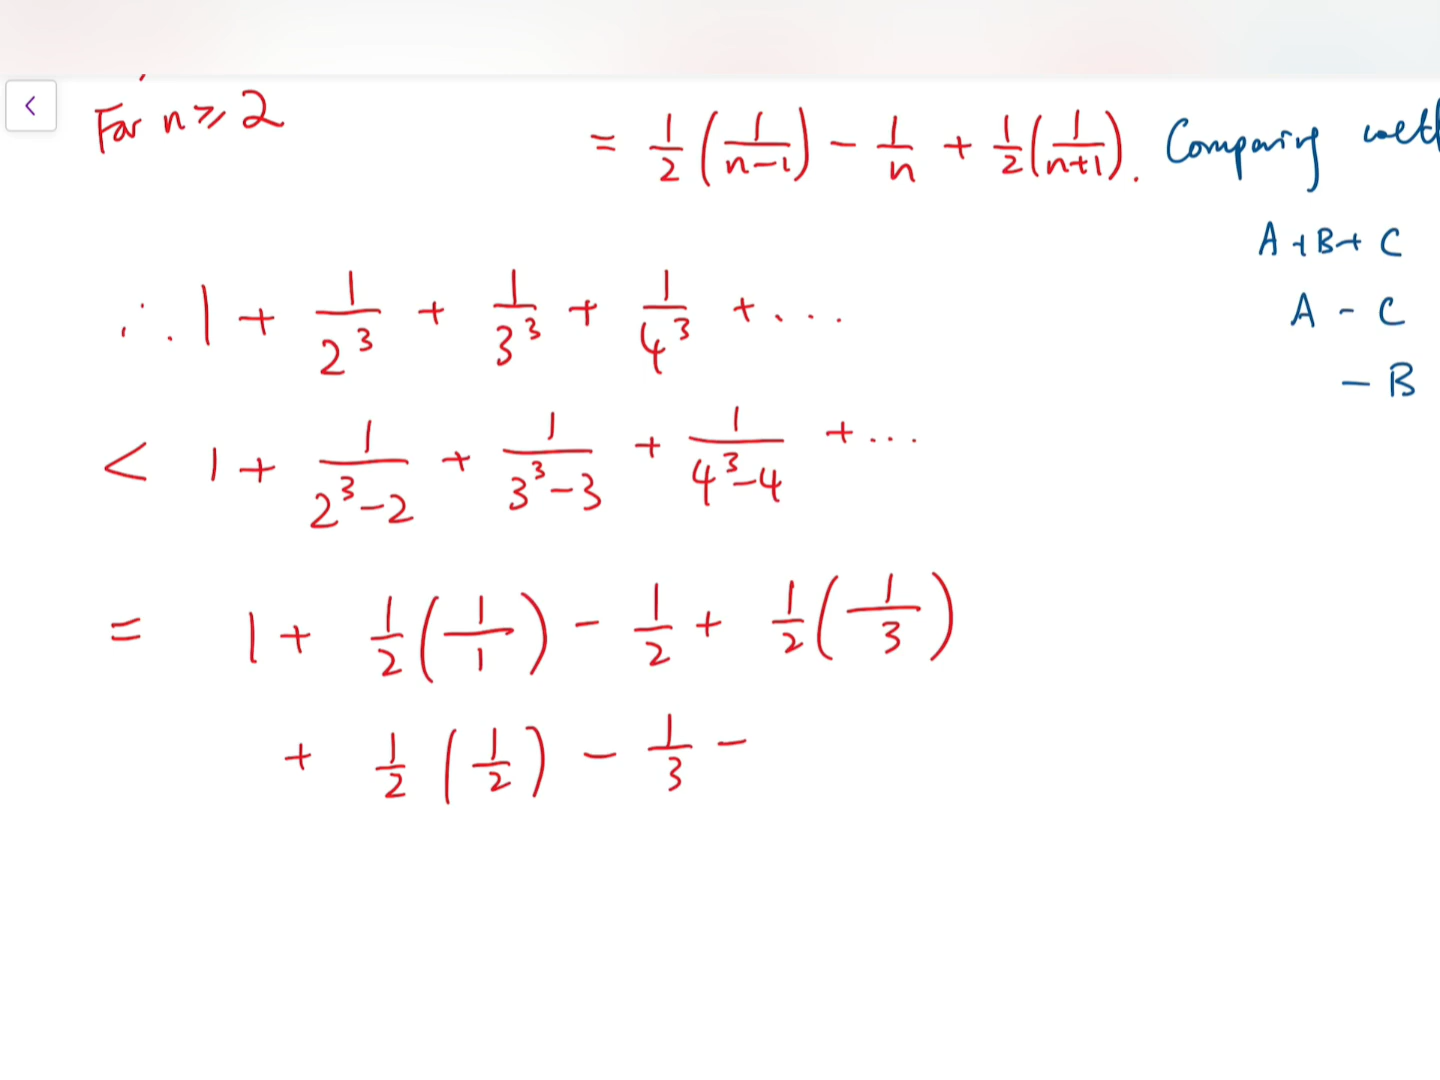 For n ≥ 2
= 1/2 (1/(n-1)) - 1/n + 1/2 (1/(n+1)). Comparing
A + B + C
A - C
- B
∴ 1 + 1/2³ + 1/3³ + 1/4³ + ...
< 1 + 1/(2³-2) + 1/(3³-3) + 1/(4³-4) + ...
= 1 + 1/2 (1/1) - 1/2 + 1/2 (1/3)
+ 1/2 (1/2) - 1/3 -